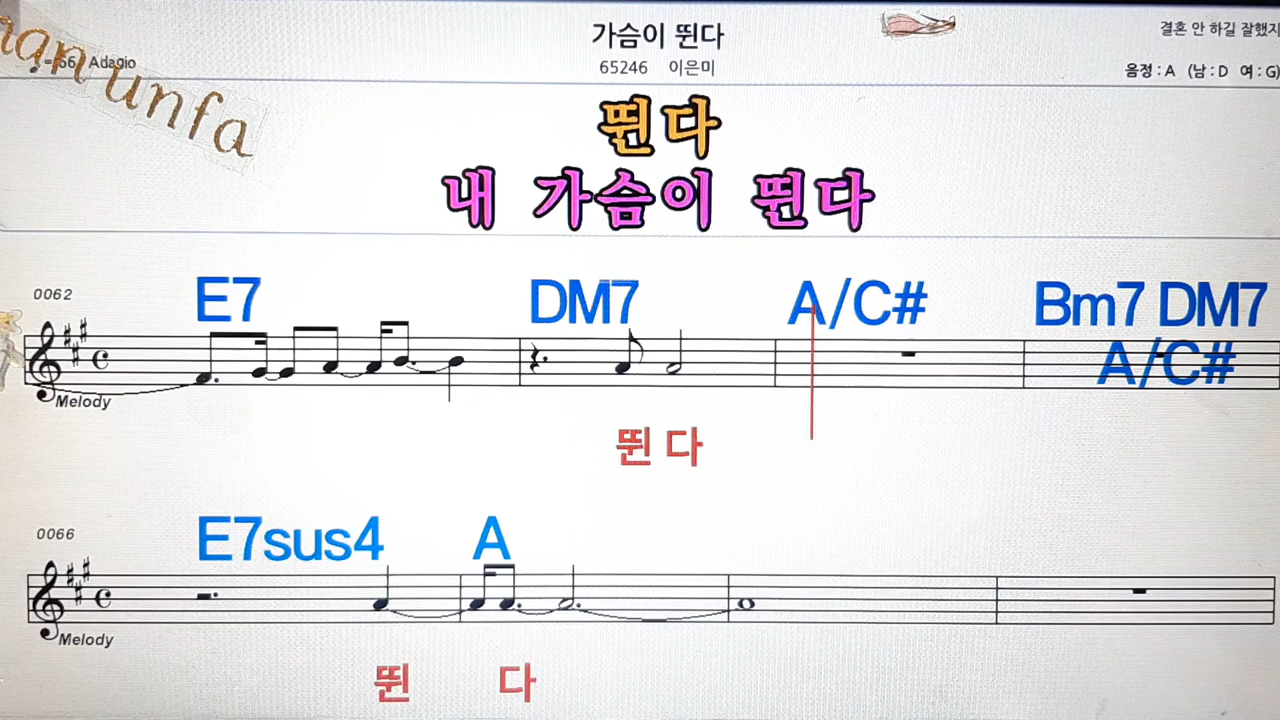 가슴이 뛴다
결혼 안 하길 잘했지
=56 Adagio
65246 이은미
음정 : A (남 : D 여 : G)
unfa
뛴다
내 가슴이 뛴다
0062
E7 DM7 A/C# Bm7 DM7
A/C#
Melody
뛴 다
0066
E7sus4 A
Melody
뛴 다